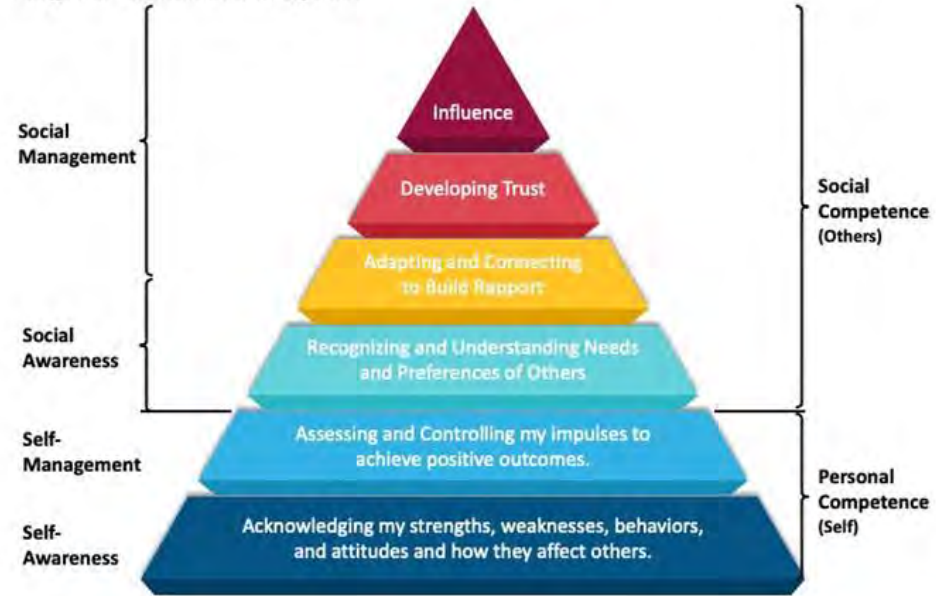 Influence
Social
Management
Developing Trust
Social
Competence
(Others)
Adapting and Connecting
to Build Rapport
Social
Awareness
Recognizing and Understanding Needs
and Preferences of Others
Self-
Management
Assessing and Controlling my impulses to
achieve positive outcomes.
Personal
Competence
(Self)
Self-
Awareness
Acknowledging my strengths, weaknesses, behaviors,
and attitudes and how they affect others.